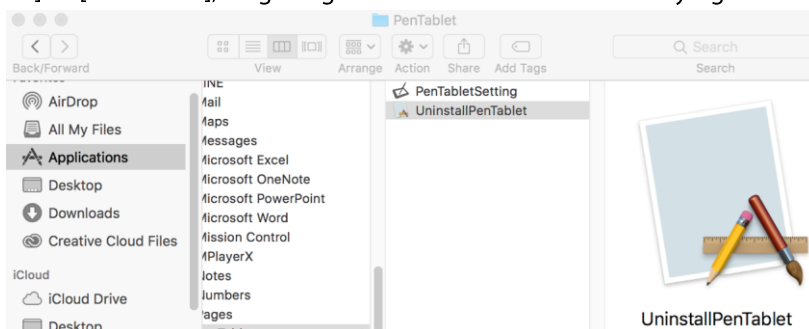 PenTablet
Back/Forward
View
Arrange
Action
Share
Add Tags
Search
Search
AirDrop
All My Files
Applications
Desktop
Downloads
Creative Cloud Files
iCloud
iCloud Drive
Desktop
Mail
Maps
Messages
Microsoft Excel
Microsoft OneNote
Microsoft PowerPoint
Microsoft Word
Mission Control
MPlayerX
Notes
Numbers
Pages
PenTabletSetting
UninstallPenTablet
UninstallPenTablet